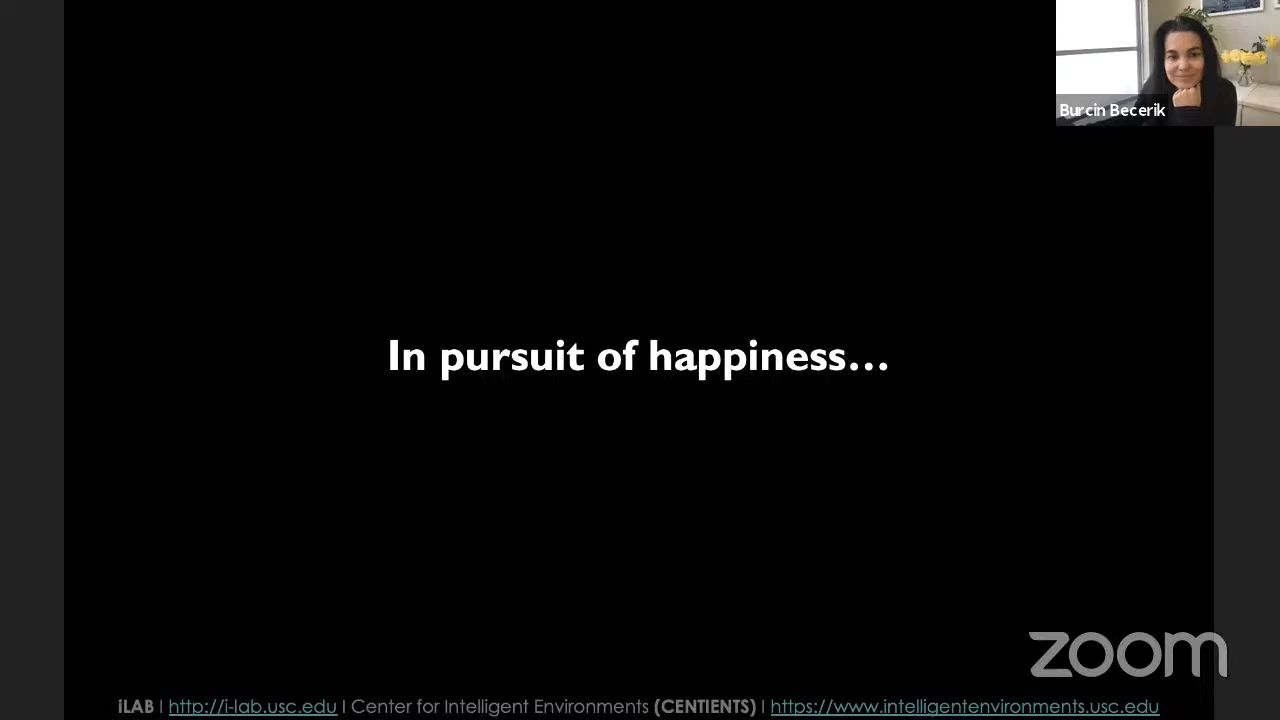 Burcin Becerik
In pursuit of happiness...
zoom
iLAB I http://i-lab.usc.edu I Center for Intelligent Environments (CENTIENTS) I https://www.intelligentenvironments.usc.edu